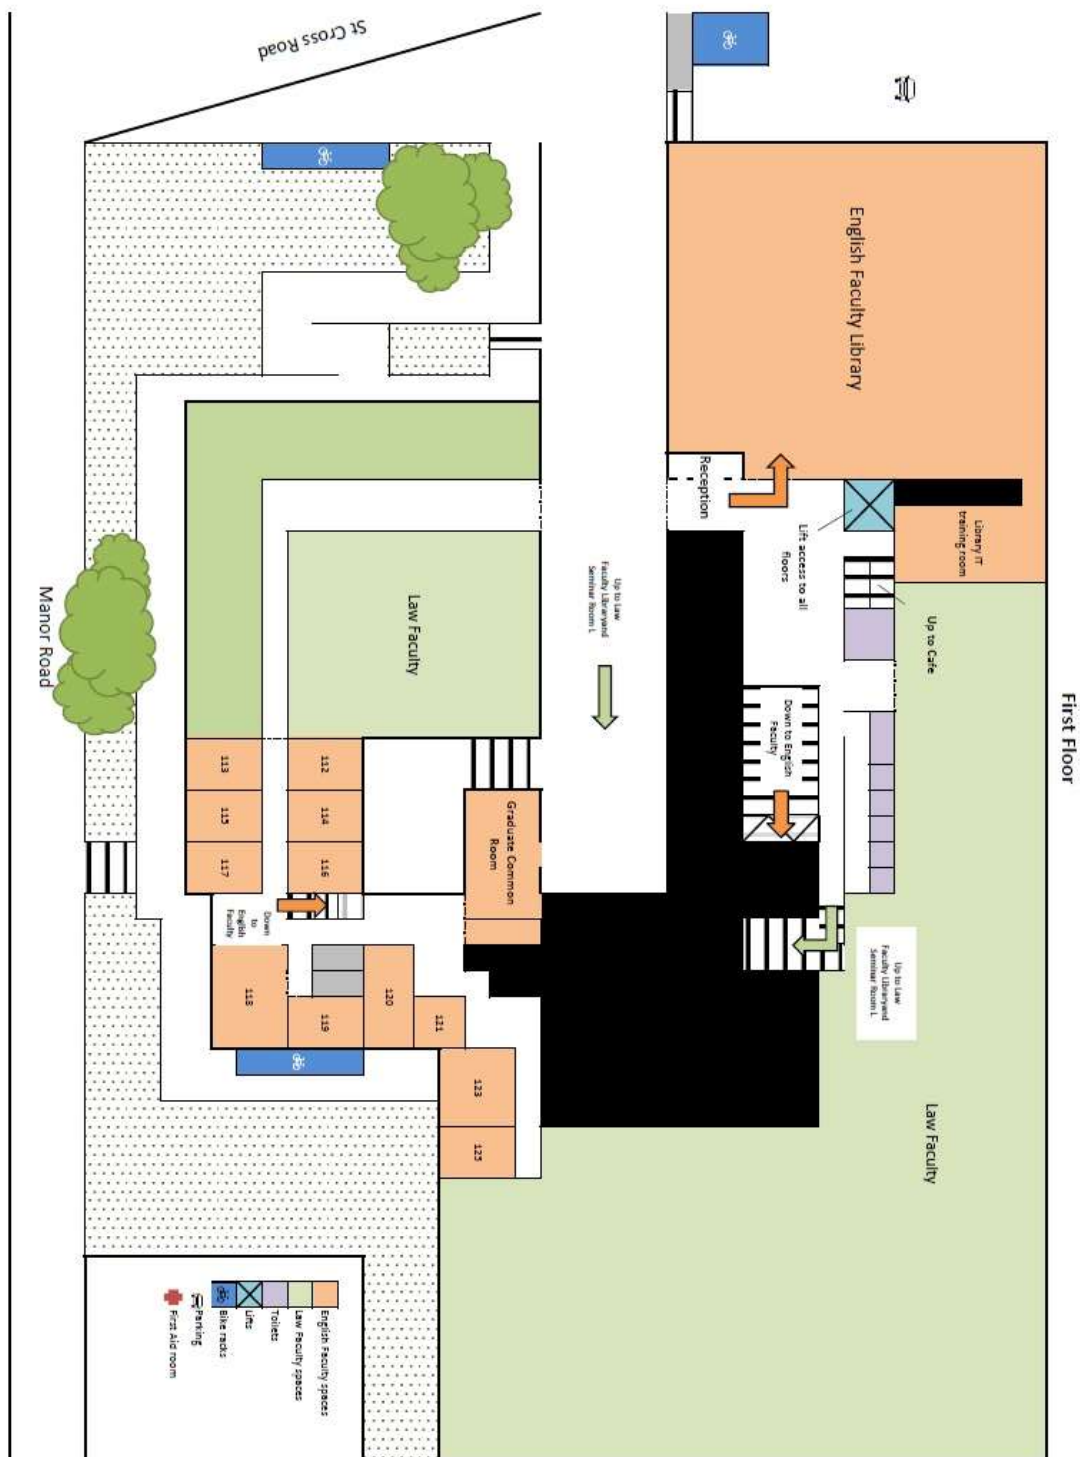 First Floor
St Cross Road
English Faculty Library
Reception
Lift access to all
floors
Library IT
training room
Up to Cafe
Down to English
Faculty
Up to Law
Faculty Libraryand
Seminar Room L
Law Faculty
Up to Law
Faculty Libraryand
Seminar Room L
Law Faculty
Manor Road
Graduate Common
Room
112
113
114
115
116
117
Down
to
English
Faculty
118
119
120
121
123
125
English Faculty spaces
Law Faculty spaces
Toilets
Lifts
Bike racks
Parking
First Aid room